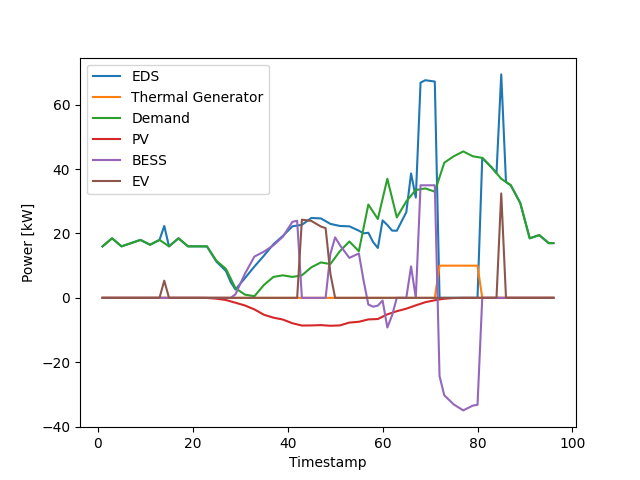 EDS
Thermal Generator
Demand
PV
BESS
EV
Power [kW]
60
40
20
0
−20
−40
0 20 40 60 80 100
Timestamp